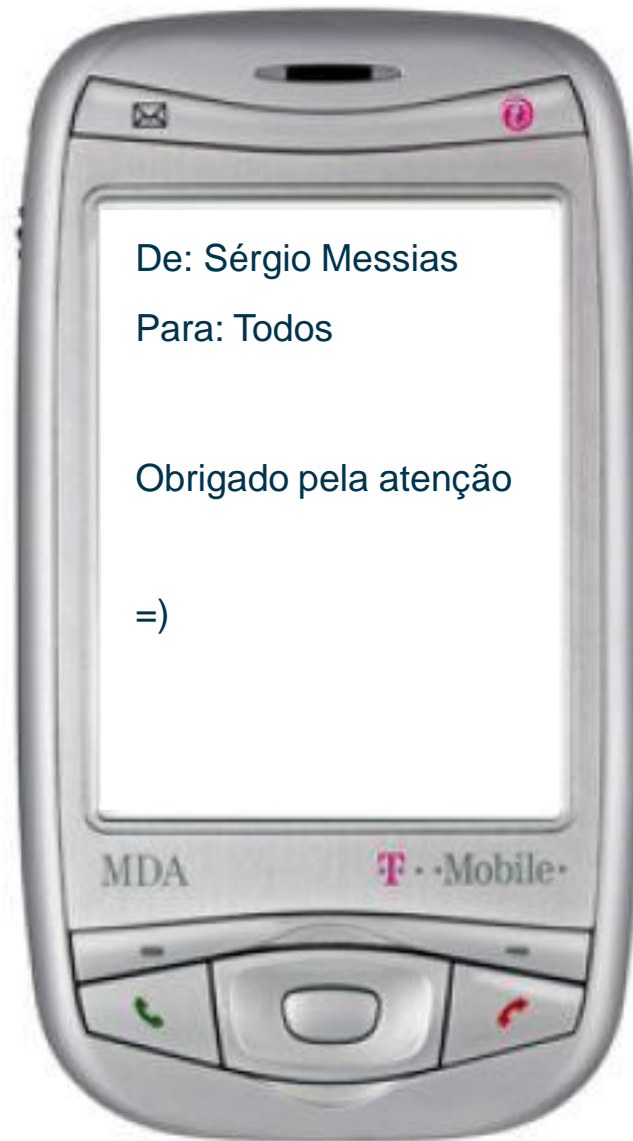 De: Sérgio Messias
Para: Todos
Obrigado pela atenção
=)
MDA T··Mobile·